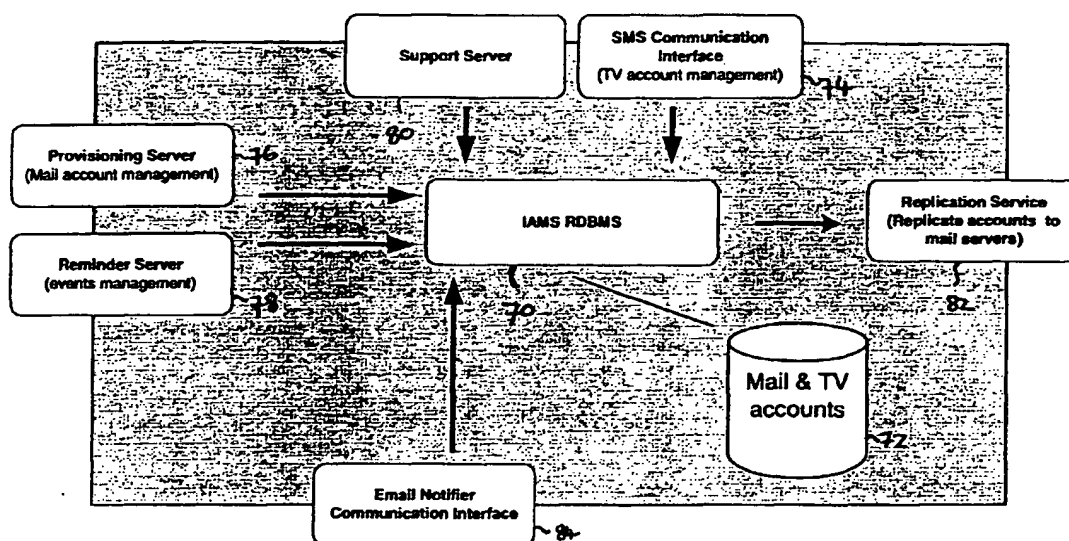 Support Server
80
SMS Communication
Interface
(TV account management)
74
Provisioning Server
(Mail account management)
76
IAMS RDBMS
70
Replication Service
(Replicate accounts to
mail servers)
82
Reminder Server
(events management)
78
Mail & TV
accounts
72
Email Notifier
Communication Interface
84